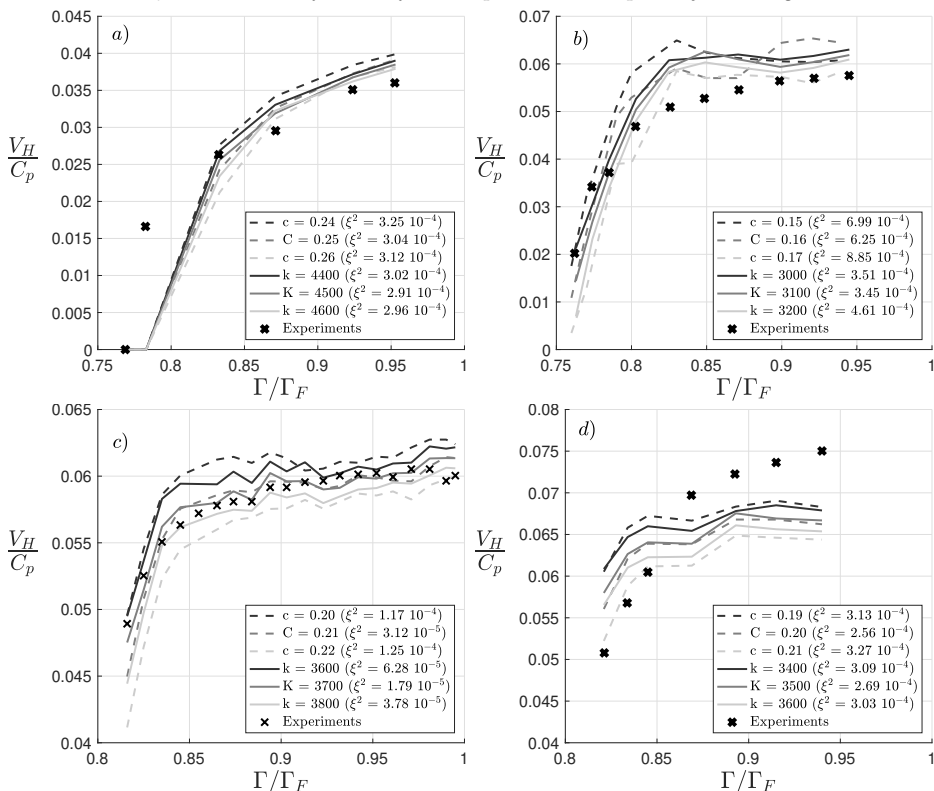 0.045
0.04
0.035
0.03
0.025
0.02
0.015
0.01
0.005
0
V_H
C_p
a)
c = 0.24 (ξ² = 3.25 10⁻⁴)
C = 0.25 (ξ² = 3.04 10⁻⁴)
c = 0.26 (ξ² = 3.12 10⁻⁴)
k = 4400 (ξ² = 3.02 10⁻⁴)
K = 4500 (ξ² = 2.91 10⁻⁴)
k = 4600 (ξ² = 2.96 10⁻⁴)
Experiments
0.75 0.8 0.85 0.9 0.95 1
Γ/Γ_F
0.07
0.06
0.05
0.04
0.03
0.02
0.01
0
V_H
C_p
b)
c = 0.15 (ξ² = 6.99 10⁻⁴)
C = 0.16 (ξ² = 6.25 10⁻⁴)
c = 0.17 (ξ² = 8.85 10⁻⁴)
k = 3000 (ξ² = 3.51 10⁻⁴)
K = 3100 (ξ² = 3.45 10⁻⁴)
k = 3200 (ξ² = 4.61 10⁻⁴)
Experiments
0.75 0.8 0.85 0.9 0.95 1
Γ/Γ_F
0.065
0.06
0.055
0.05
0.045
0.04
V_H
C_p
c)
c = 0.20 (ξ² = 1.17 10⁻⁴)
C = 0.21 (ξ² = 3.12 10⁻⁵)
c = 0.22 (ξ² = 1.25 10⁻⁴)
k = 3600 (ξ² = 6.28 10⁻⁵)
K = 3700 (ξ² = 1.79 10⁻⁵)
k = 3800 (ξ² = 3.78 10⁻⁵)
Experiments
0.8 0.85 0.9 0.95 1
Γ/Γ_F
0.08
0.075
0.07
0.065
0.06
0.055
0.05
0.045
0.04
V_H
C_p
d)
c = 0.19 (ξ² = 3.13 10⁻⁴)
C = 0.20 (ξ² = 2.56 10⁻⁴)
c = 0.21 (ξ² = 3.27 10⁻⁴)
k = 3400 (ξ² = 3.09 10⁻⁴)
K = 3500 (ξ² = 2.69 10⁻⁴)
k = 3600 (ξ² = 3.03 10⁻⁴)
Experiments
0.8 0.85 0.9 0.95 1
Γ/Γ_F